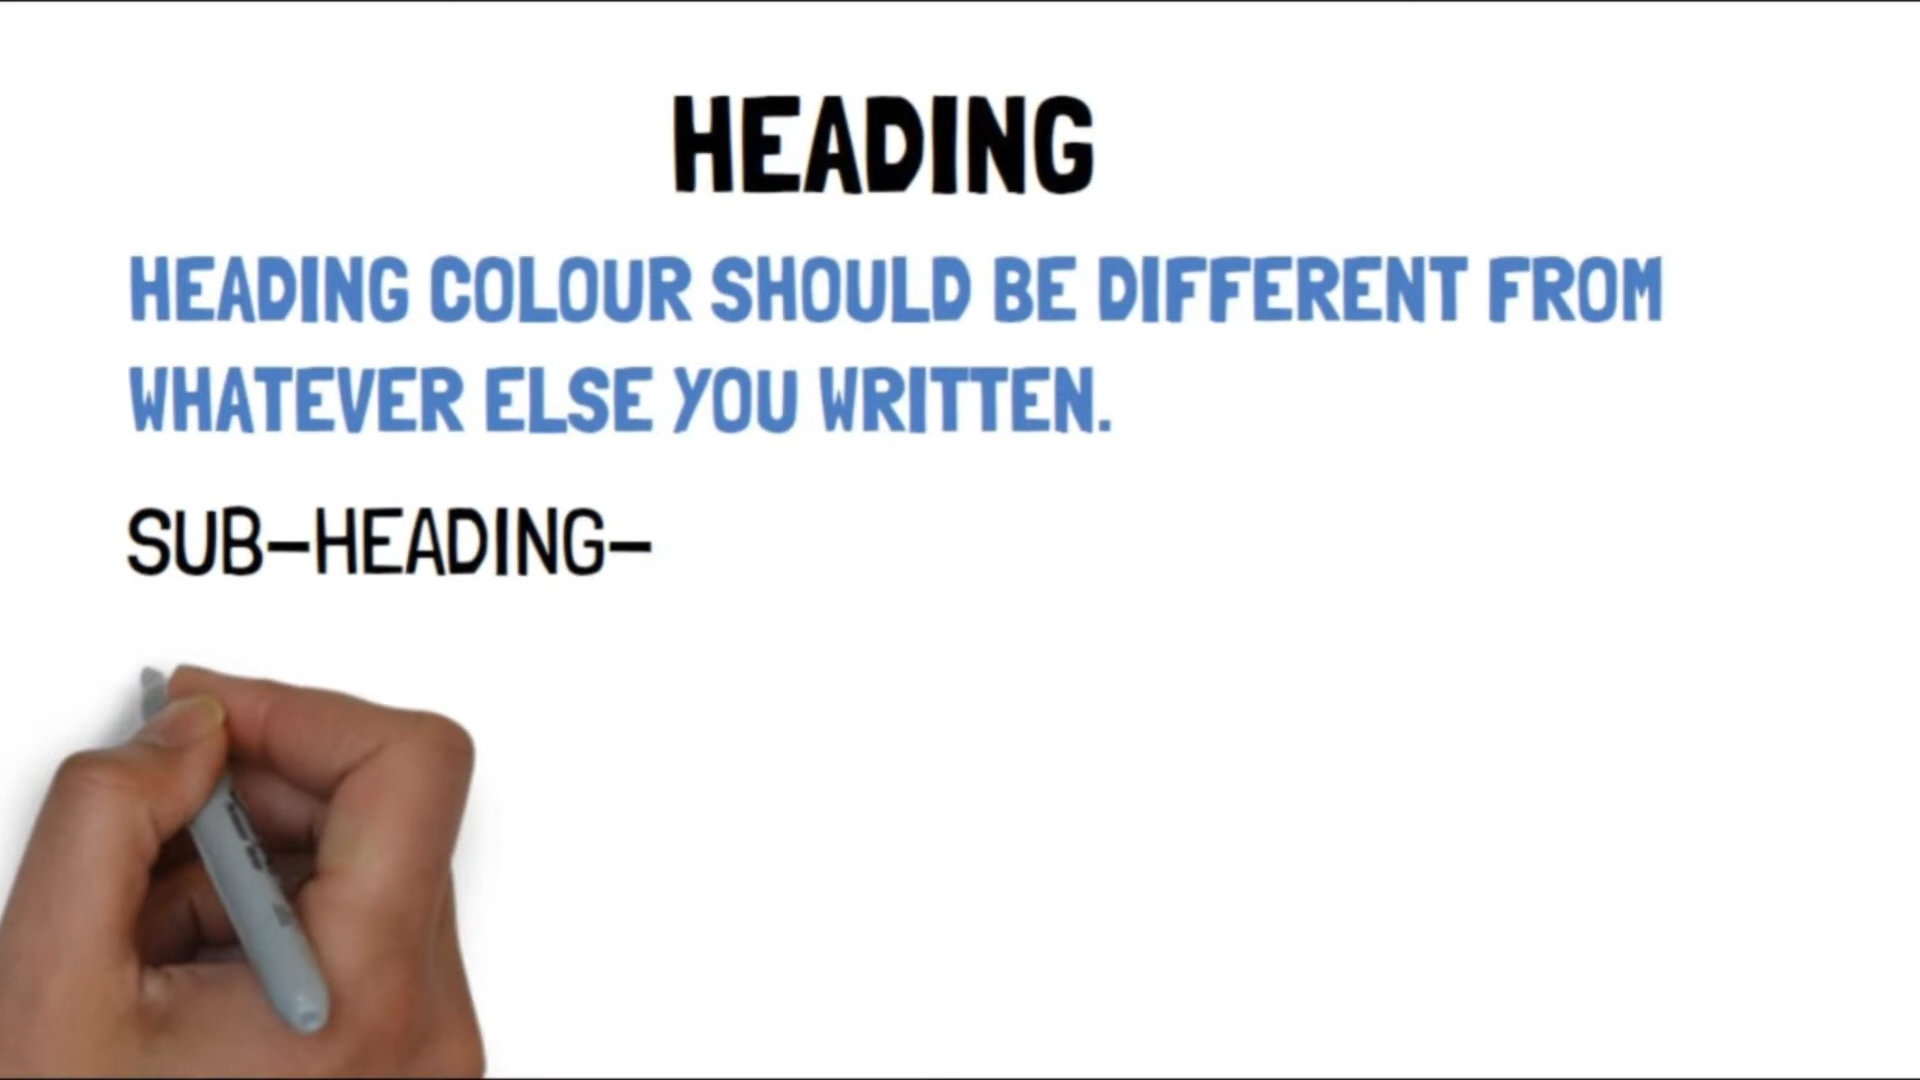 HEADING
HEADING COLOUR SHOULD BE DIFFERENT FROM
WHATEVER ELSE YOU WRITTEN.
SUB-HEADING-